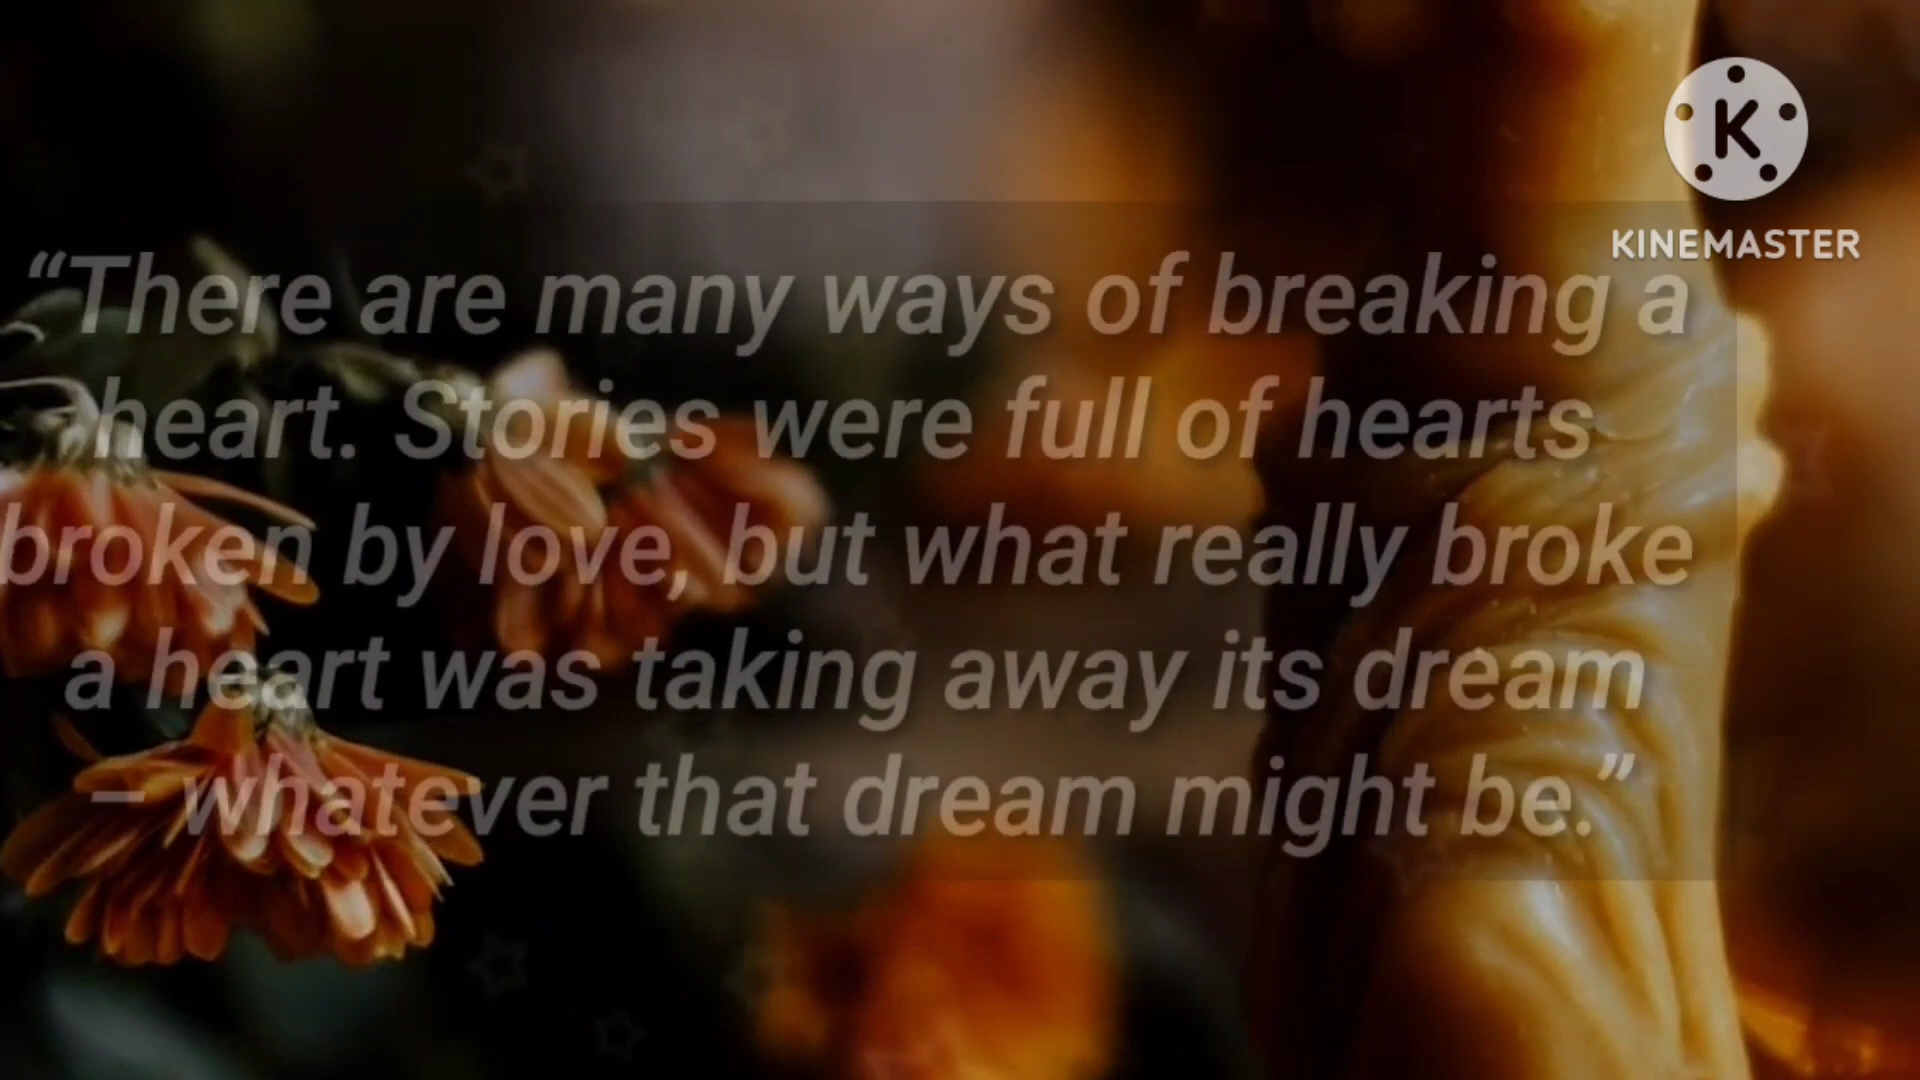 K
KINEMASTER
“There are many ways of breaking a
heart. Stories were full of hearts
broken by love, but what really broke
a heart was taking away its dream
– whatever that dream might be.”